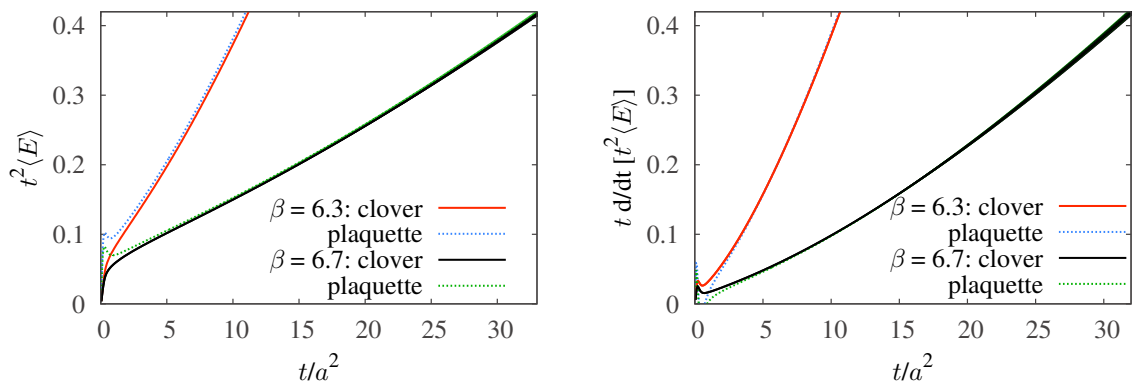 0.4
0.3
0.2
0.1
0
t²⟨E⟩
β = 6.3: clover
plaquette
β = 6.7: clover
plaquette
0 5 10 15 20 25 30
t/a²
0.4
0.3
0.2
0.1
0
t d/dt [t²⟨E⟩]
β = 6.3: clover
plaquette
β = 6.7: clover
plaquette
0 5 10 15 20 25 30
t/a²